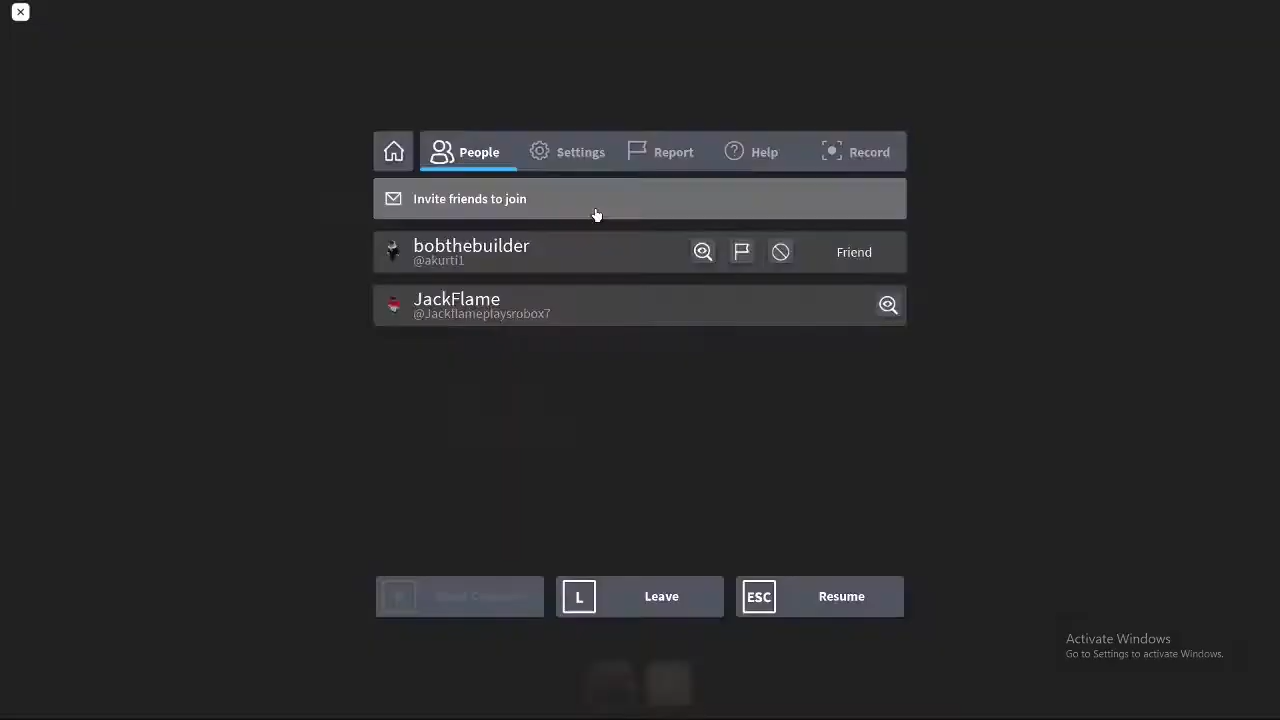 People
Settings
Report
Help
Record
Invite friends to join
bobthebuilder
@akurti1
Friend
JackFlame
@Jackflameplaysrobox7
L
Leave
ESC
Resume
Activate Windows
Go to Settings to activate Windows.